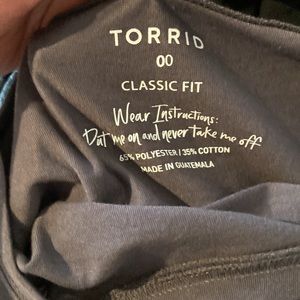 TORRID
00
CLASSIC FIT
Wear Instructions:
Put me on and never take me off
65% POLYESTER / 35% COTTON
MADE IN GUATEMALA